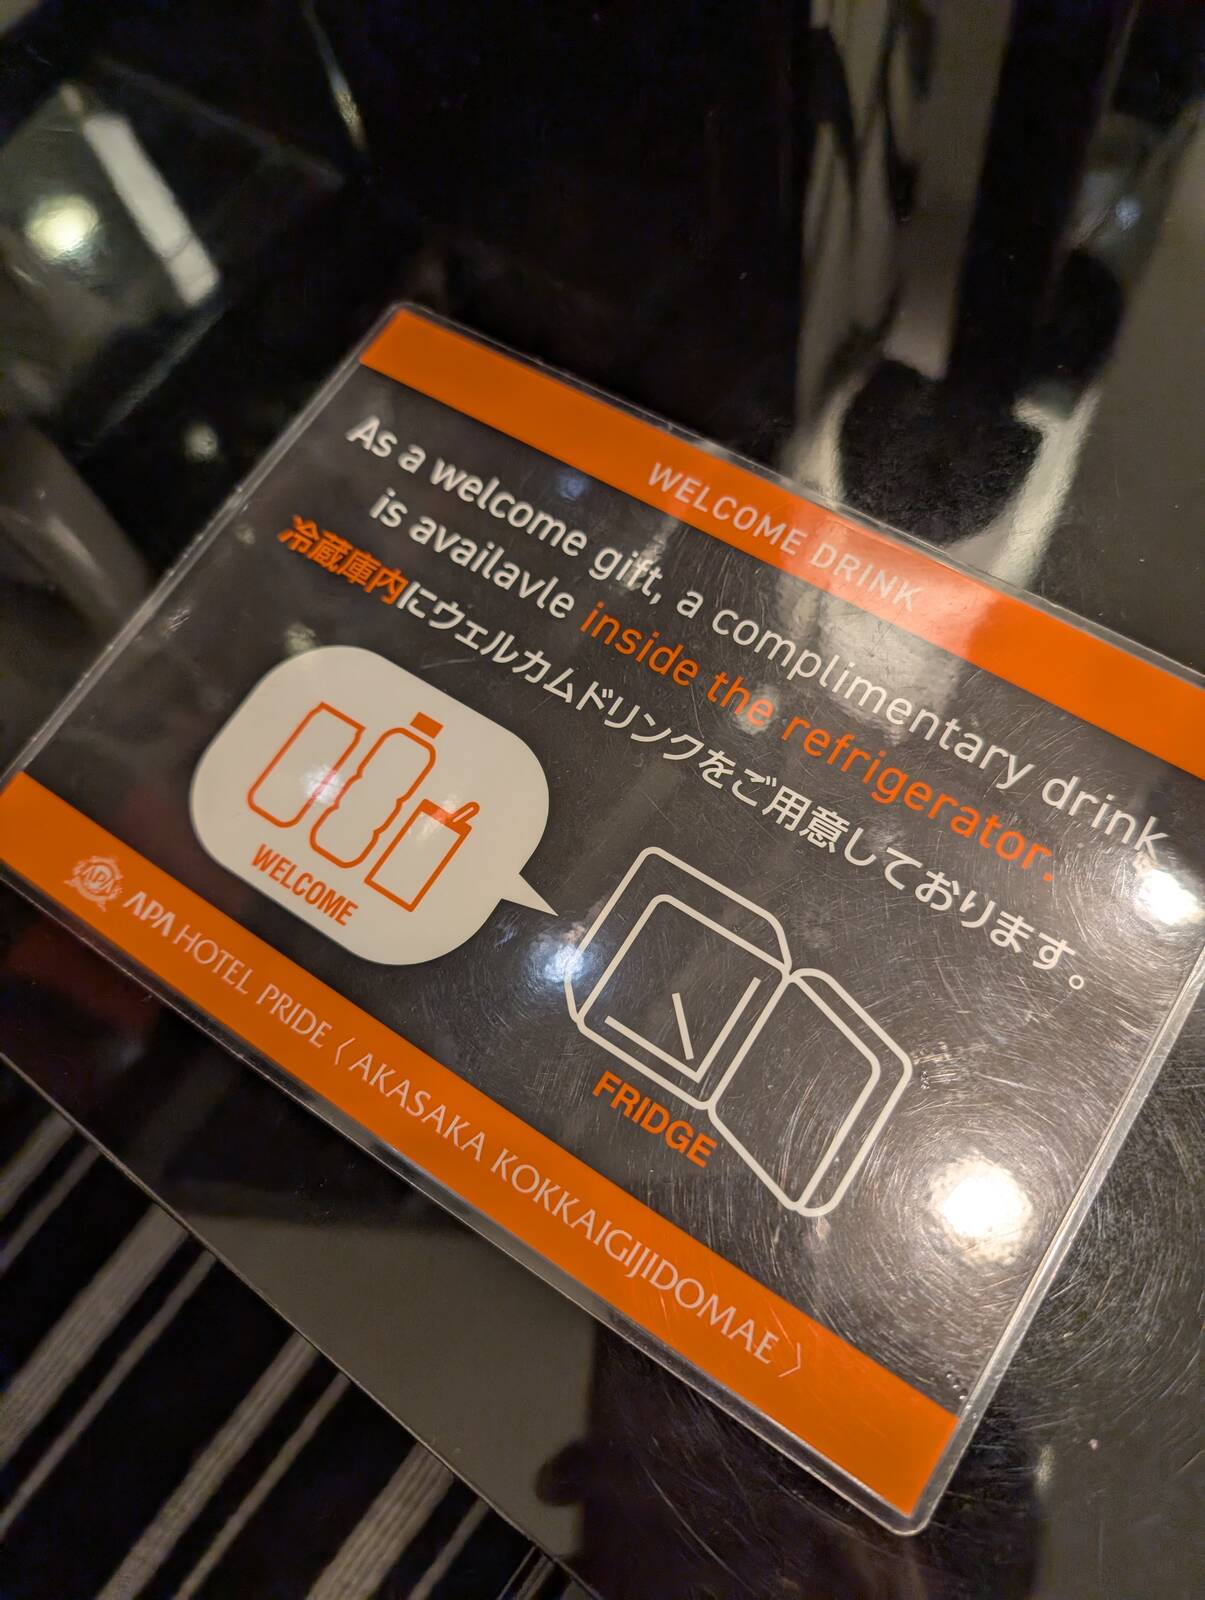 WELCOME DRINK
As a welcome gift, a complimentary drink
is availavle inside the refrigerator.
冷蔵庫内にウェルカムドリンクをご用意しております。
WELCOME
FRIDGE
APA
APA HOTEL PRIDE〈AKASAKA KOKKAIGIJIDOMAE〉